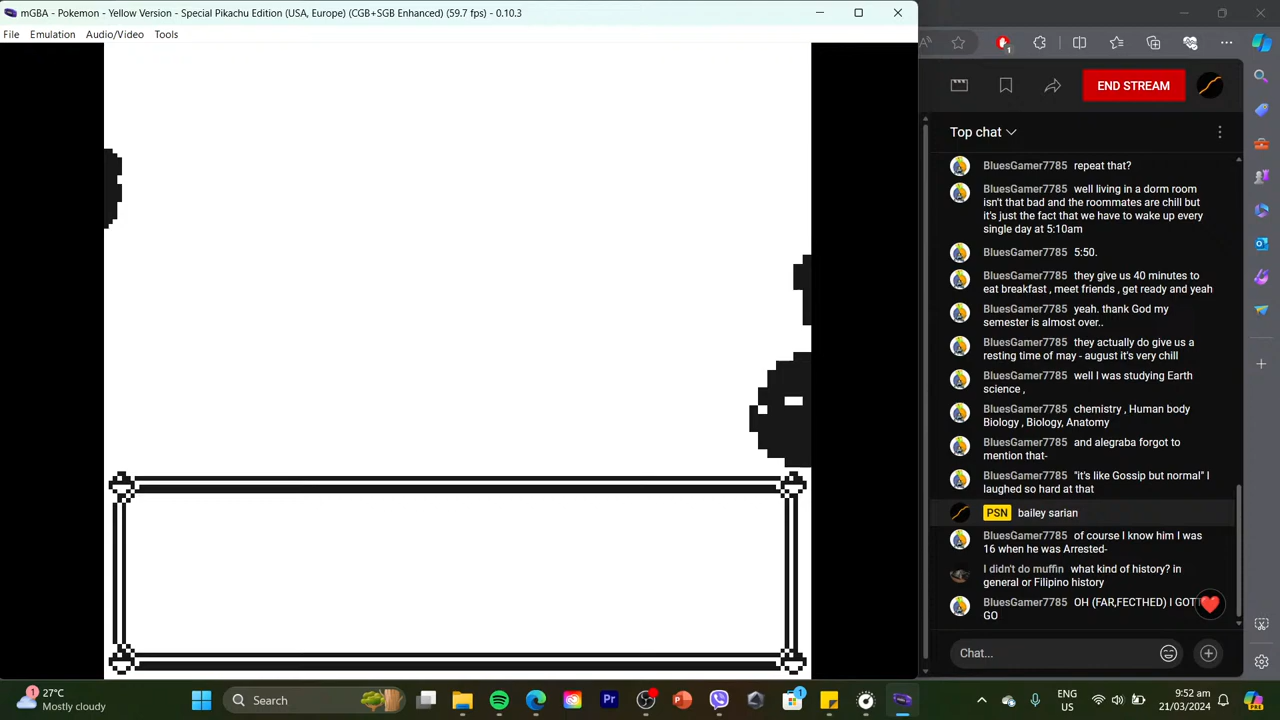 mGBA - Pokemon - Yellow Version - Special Pikachu Edition (USA, Europe) (CGB+SGB Enhanced) (59.7 fps) - 0.10.3
File Emulation Audio/Video Tools
END STREAM
Top chat
BluesGamer7785 repeat that?
BluesGamer7785 well living in a dorm room
isn't that bad and the roommates are chill but
it's just the fact that we have to wake up every
single day at 5:10am
BluesGamer7785 5:50.
BluesGamer7785 they give us 40 minutes to
eat breakfast , meet friends , get ready and yeah
BluesGamer7785 yeah. thank God my
semester is almost over..
BluesGamer7785 they actually do give us a
resting time of may - august it's very chill
BluesGamer7785 well I was studying Earth
science ,
BluesGamer7785 chemistry , Human body
Biology , Biology, Anatomy
BluesGamer7785 and alegraba forgot to
mention that-
BluesGamer7785 "it's like Gossip but normal" I
laughed so hard at that
PSN bailey sarian
BluesGamer7785 of course I know him I was
16 when he was Arrested-
I didn't do muffin what kind of history? in
general or Filipino history
BluesGamer7785 OH (FAR,FECTHED) I GOT
GO
Chat...
27°C
Mostly cloudy
Search
Pr
ENG
US
9:52 am
21/03/2024